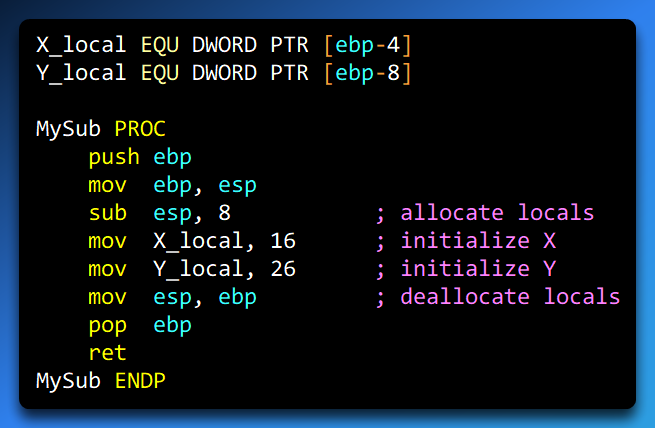 X_local EQU DWORD PTR [ebp-4]
Y_local EQU DWORD PTR [ebp-8]

MySub PROC
    push ebp
    mov  ebp, esp
    sub  esp, 8           ; allocate locals
    mov  X_local, 16      ; initialize X
    mov  Y_local, 26      ; initialize Y
    mov  esp, ebp         ; deallocate locals
    pop  ebp
    ret
MySub ENDP